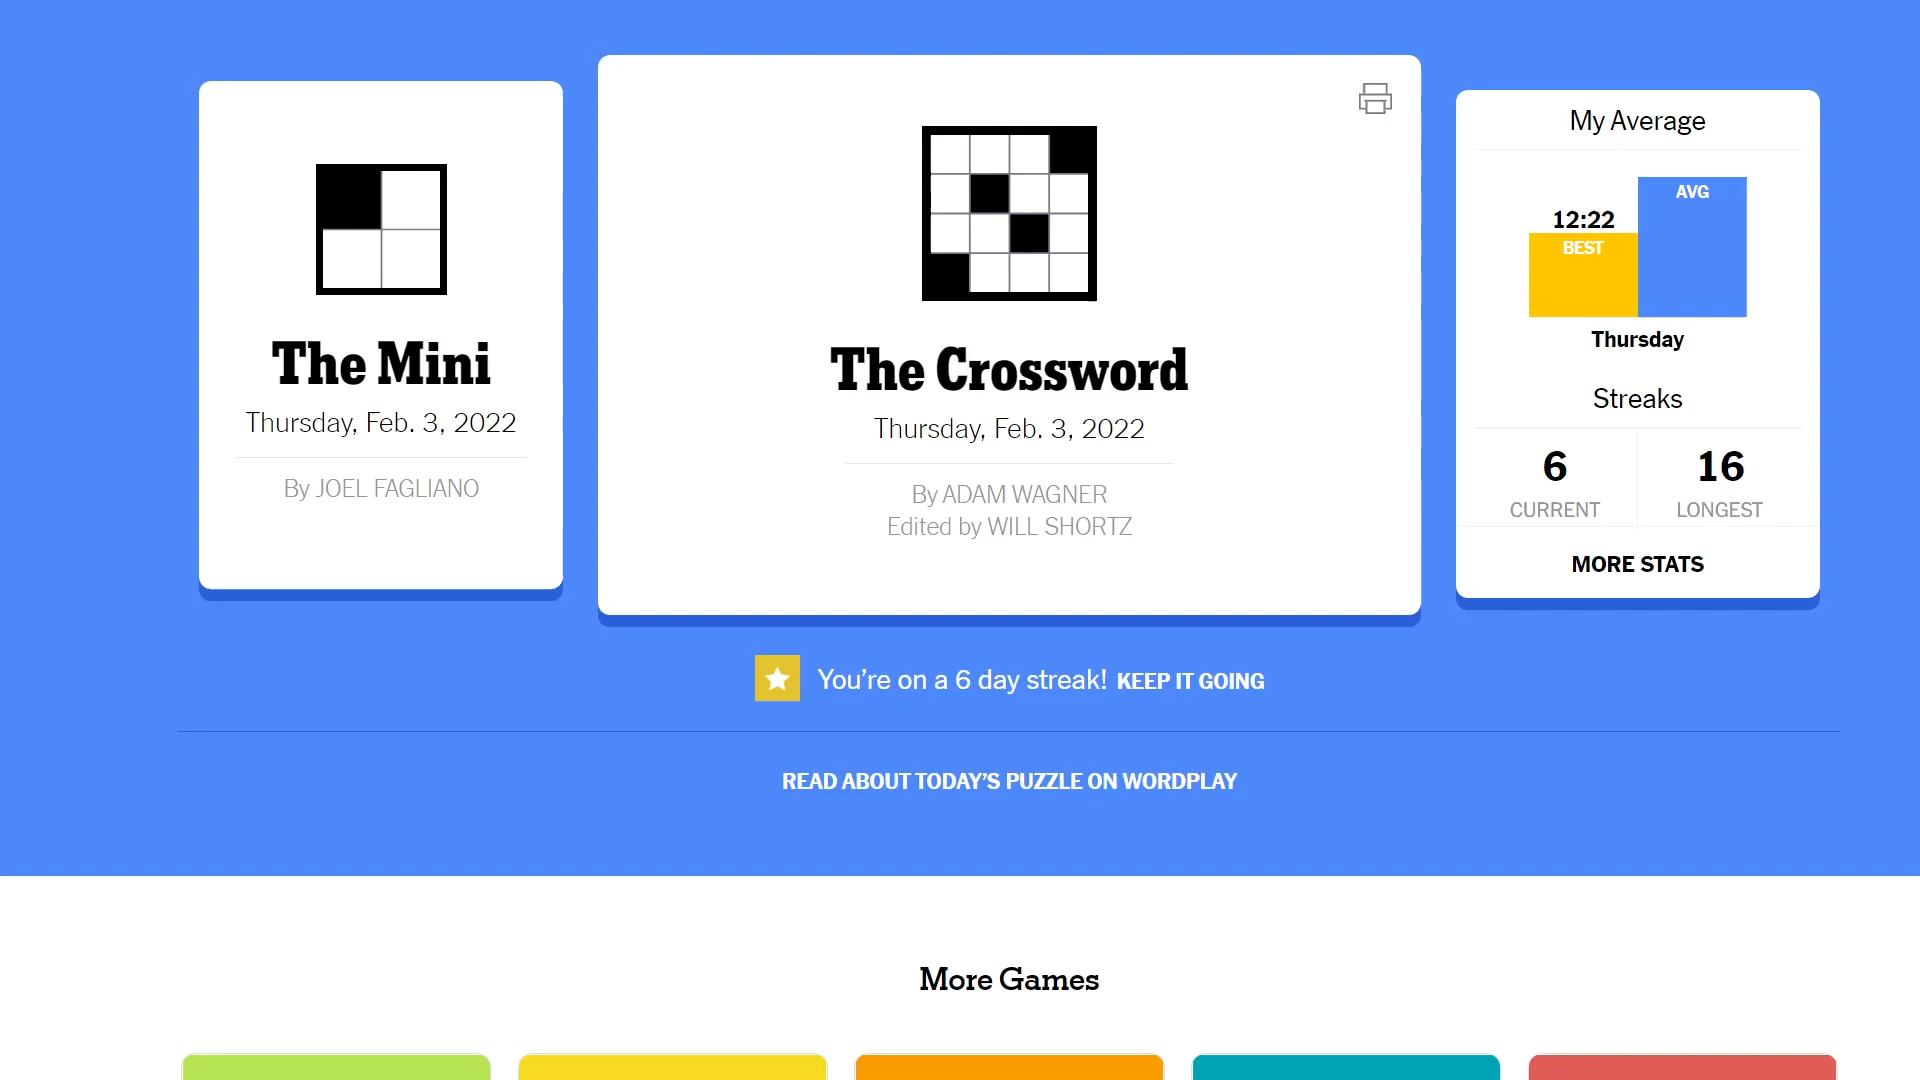 The Mini
Thursday, Feb. 3, 2022
By JOEL FAGLIANO
The Crossword
Thursday, Feb. 3, 2022
By ADAM WAGNER
Edited by WILL SHORTZ
My Average
AVG
12:22
BEST
Thursday
Streaks
6 16
CURRENT LONGEST
MORE STATS
You’re on a 6 day streak! KEEP IT GOING
READ ABOUT TODAY’S PUZZLE ON WORDPLAY
More Games